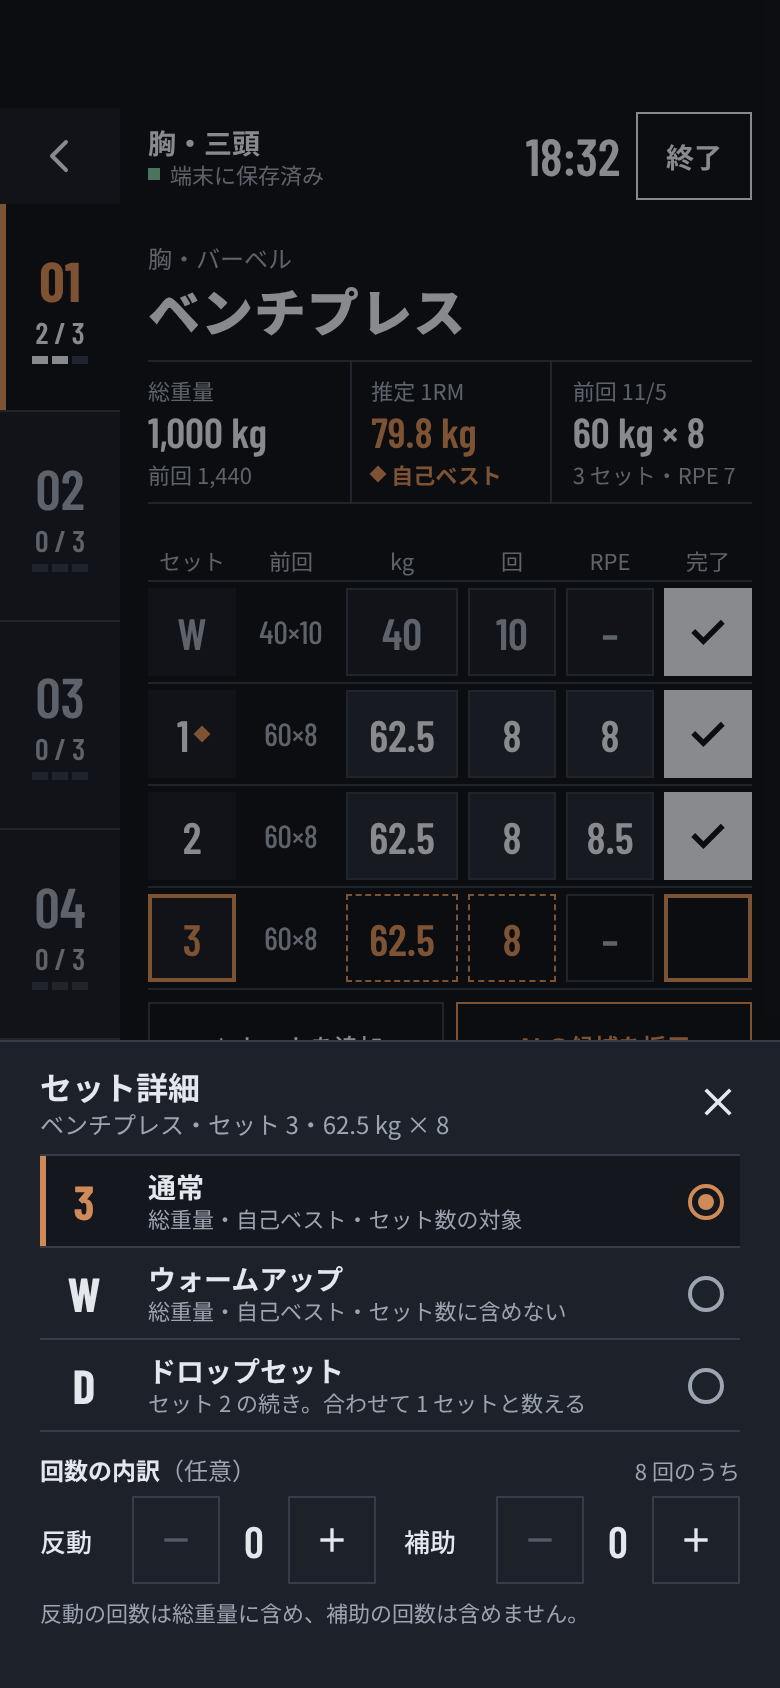 胸・三頭
端末に保存済み
18:32
終了
01
2 / 3
02
0 / 3
03
0 / 3
04
0 / 3
胸・バーベル
ベンチプレス
総重量
1,000 kg
前回 1,440
推定 1RM
79.8 kg
◆自己ベスト
前回 11/5
60 kg × 8
3 セット・RPE 7
セット 前回 kg 回 RPE 完了
W 40×10 40 10 –
1◆ 60×8 62.5 8 8
2 60×8 62.5 8 8.5
3 60×8 62.5 8 –
セット詳細
ベンチプレス・セット 3・62.5 kg × 8
3 通常
総重量・自己ベスト・セット数の対象
W ウォームアップ
総重量・自己ベスト・セット数に含めない
D ドロップセット
セット 2 の続き。合わせて 1 セットと数える
回数の内訳（任意） 8 回のうち
反動 − 0 + 補助 − 0 +
反動の回数は総重量に含め、補助の回数は含めません。